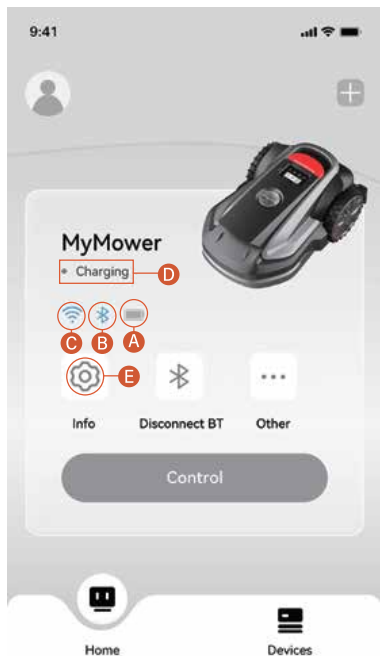 9:41
MyMower
Charging
D
C B A
E
Info Disconnect BT Other
Control
Home Devices